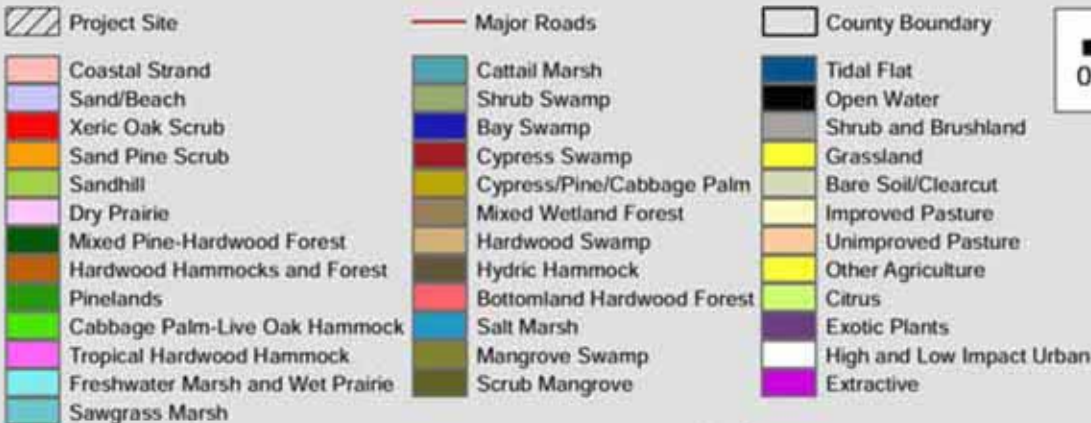 Project Site
Major Roads
County Boundary
Coastal Strand
Sand/Beach
Xeric Oak Scrub
Sand Pine Scrub
Sandhill
Dry Prairie
Mixed Pine-Hardwood Forest
Hardwood Hammocks and Forest
Pinelands
Cabbage Palm-Live Oak Hammock
Tropical Hardwood Hammock
Freshwater Marsh and Wet Prairie
Sawgrass Marsh
Cattail Marsh
Shrub Swamp
Bay Swamp
Cypress Swamp
Cypress/Pine/Cabbage Palm
Mixed Wetland Forest
Hardwood Swamp
Hydric Hammock
Bottomland Hardwood Forest
Salt Marsh
Mangrove Swamp
Scrub Mangrove
Tidal Flat
Open Water
Shrub and Brushland
Grassland
Bare Soil/Clearcut
Improved Pasture
Unimproved Pasture
Other Agriculture
Citrus
Exotic Plants
High and Low Impact Urban
Extractive
0